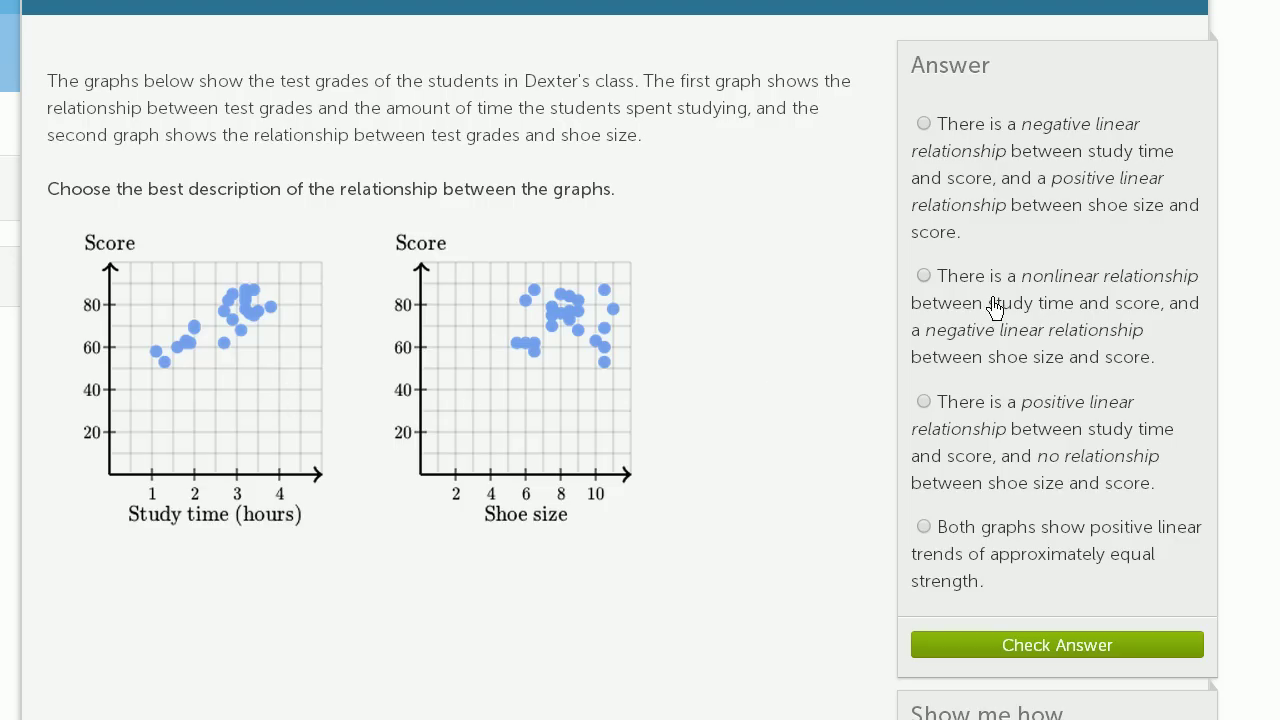 The graphs below show the test grades of the students in Dexter's class. The first graph shows the
relationship between test grades and the amount of time the students spent studying, and the
second graph shows the relationship between test grades and shoe size.
Choose the best description of the relationship between the graphs.
Score
80
60
40
20
1 2 3 4
Study time (hours)
Score
80
60
40
20
2 4 6 8 10
Shoe size
Answer
There is a negative linear
relationship between study time
and score, and a positive linear
relationship between shoe size and
score.
There is a nonlinear relationship
between study time and score, and
a negative linear relationship
between shoe size and score.
There is a positive linear
relationship between study time
and score, and no relationship
between shoe size and score.
Both graphs show positive linear
trends of approximately equal
strength.
Check Answer
Show me how